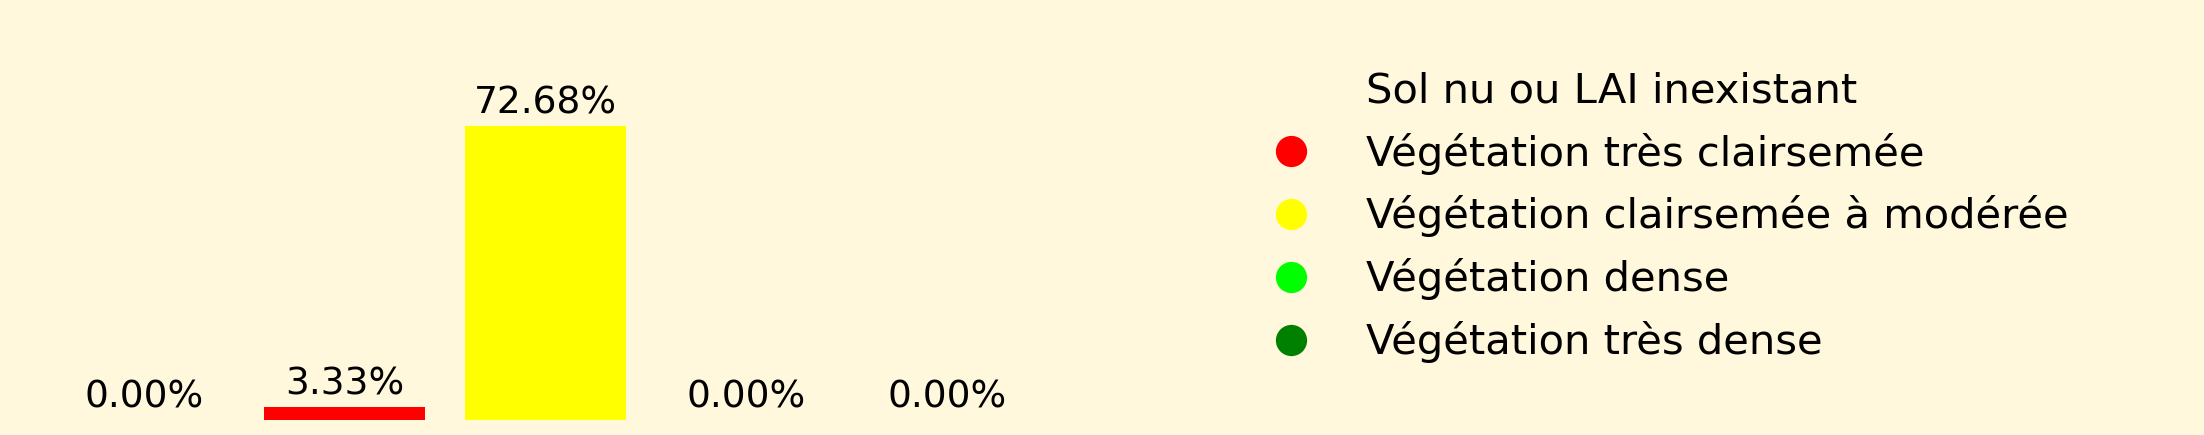 72.68%
3.33%
0.00%
0.00%
0.00%
Sol nu ou LAI inexistant
Végétation très clairsemée
Végétation clairsemée à modérée
Végétation dense
Végétation très dense